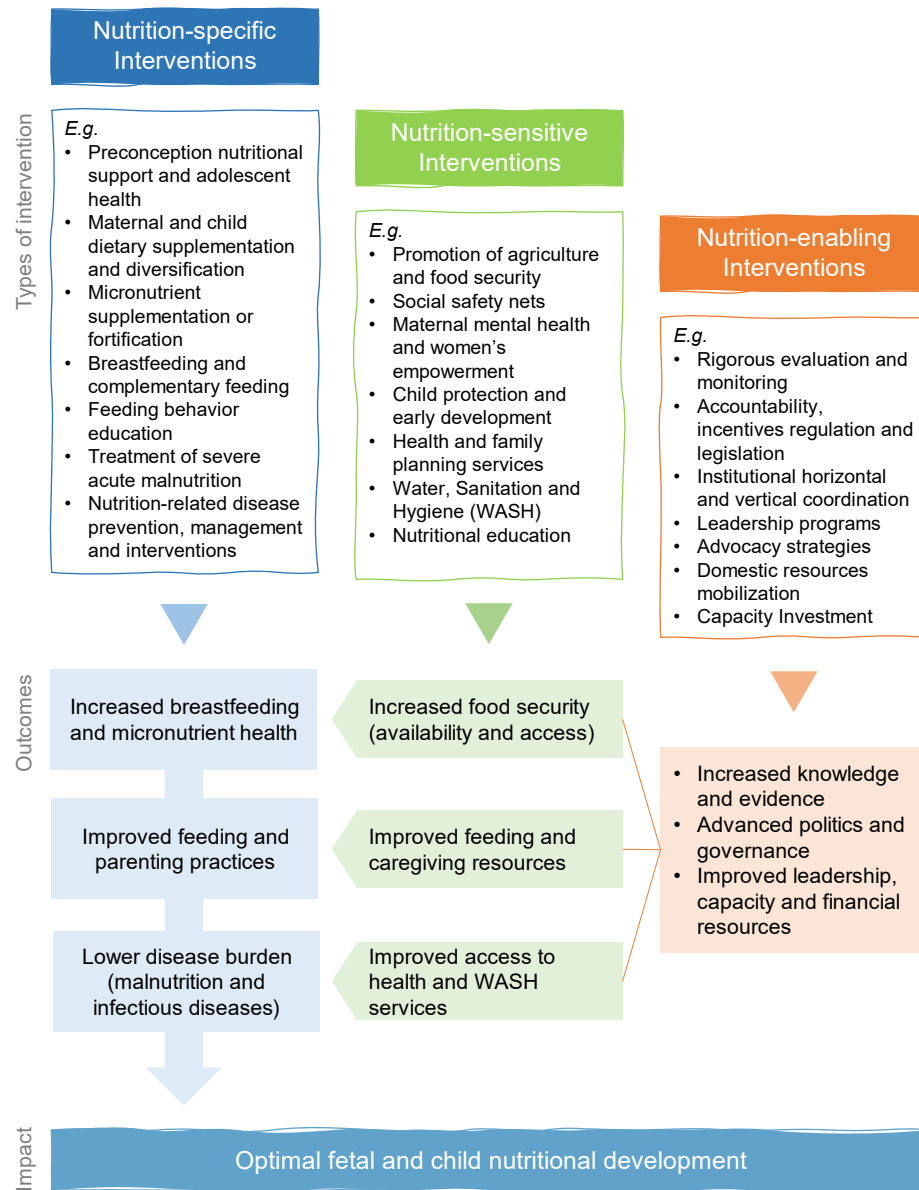 Nutrition-specific
Interventions
Types of intervention
E.g.
• Preconception nutritional
support and adolescent
health
• Maternal and child
dietary supplementation
and diversification
• Micronutrient
supplementation or
fortification
• Breastfeeding and
complementary feeding
• Feeding behavior
education
• Treatment of severe
acute malnutrition
• Nutrition-related disease
prevention, management
and interventions
Nutrition-sensitive
Interventions
E.g.
• Promotion of agriculture
and food security
• Social safety nets
• Maternal mental health
and women’s
empowerment
• Child protection and
early development
• Health and family
planning services
• Water, Sanitation and
Hygiene (WASH)
• Nutritional education
Nutrition-enabling
Interventions
E.g.
• Rigorous evaluation and
monitoring
• Accountability,
incentives regulation and
legislation
• Institutional horizontal
and vertical coordination
• Leadership programs
• Advocacy strategies
• Domestic resources
mobilization
• Capacity Investment
Outcomes
Increased breastfeeding
and micronutrient health
Increased food security
(availability and access)
Improved feeding and
parenting practices
Improved feeding and
caregiving resources
Lower disease burden
(malnutrition and
infectious diseases)
Improved access to
health and WASH
services
• Increased knowledge
and evidence
• Advanced politics and
governance
• Improved leadership,
capacity and financial
resources
Impact
Optimal fetal and child nutritional development